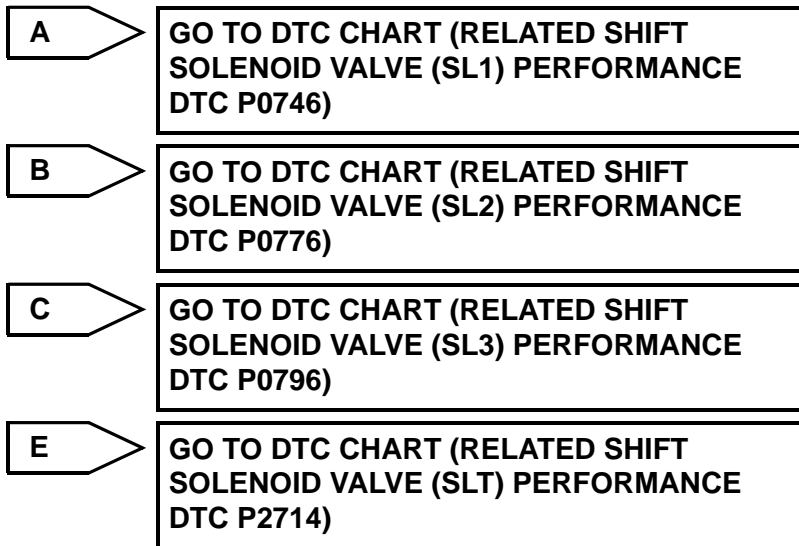 A
GO TO DTC CHART (RELATED SHIFT
SOLENOID VALVE (SL1) PERFORMANCE
DTC P0746)
B
GO TO DTC CHART (RELATED SHIFT
SOLENOID VALVE (SL2) PERFORMANCE
DTC P0776)
C
GO TO DTC CHART (RELATED SHIFT
SOLENOID VALVE (SL3) PERFORMANCE
DTC P0796)
E
GO TO DTC CHART (RELATED SHIFT
SOLENOID VALVE (SLT) PERFORMANCE
DTC P2714)